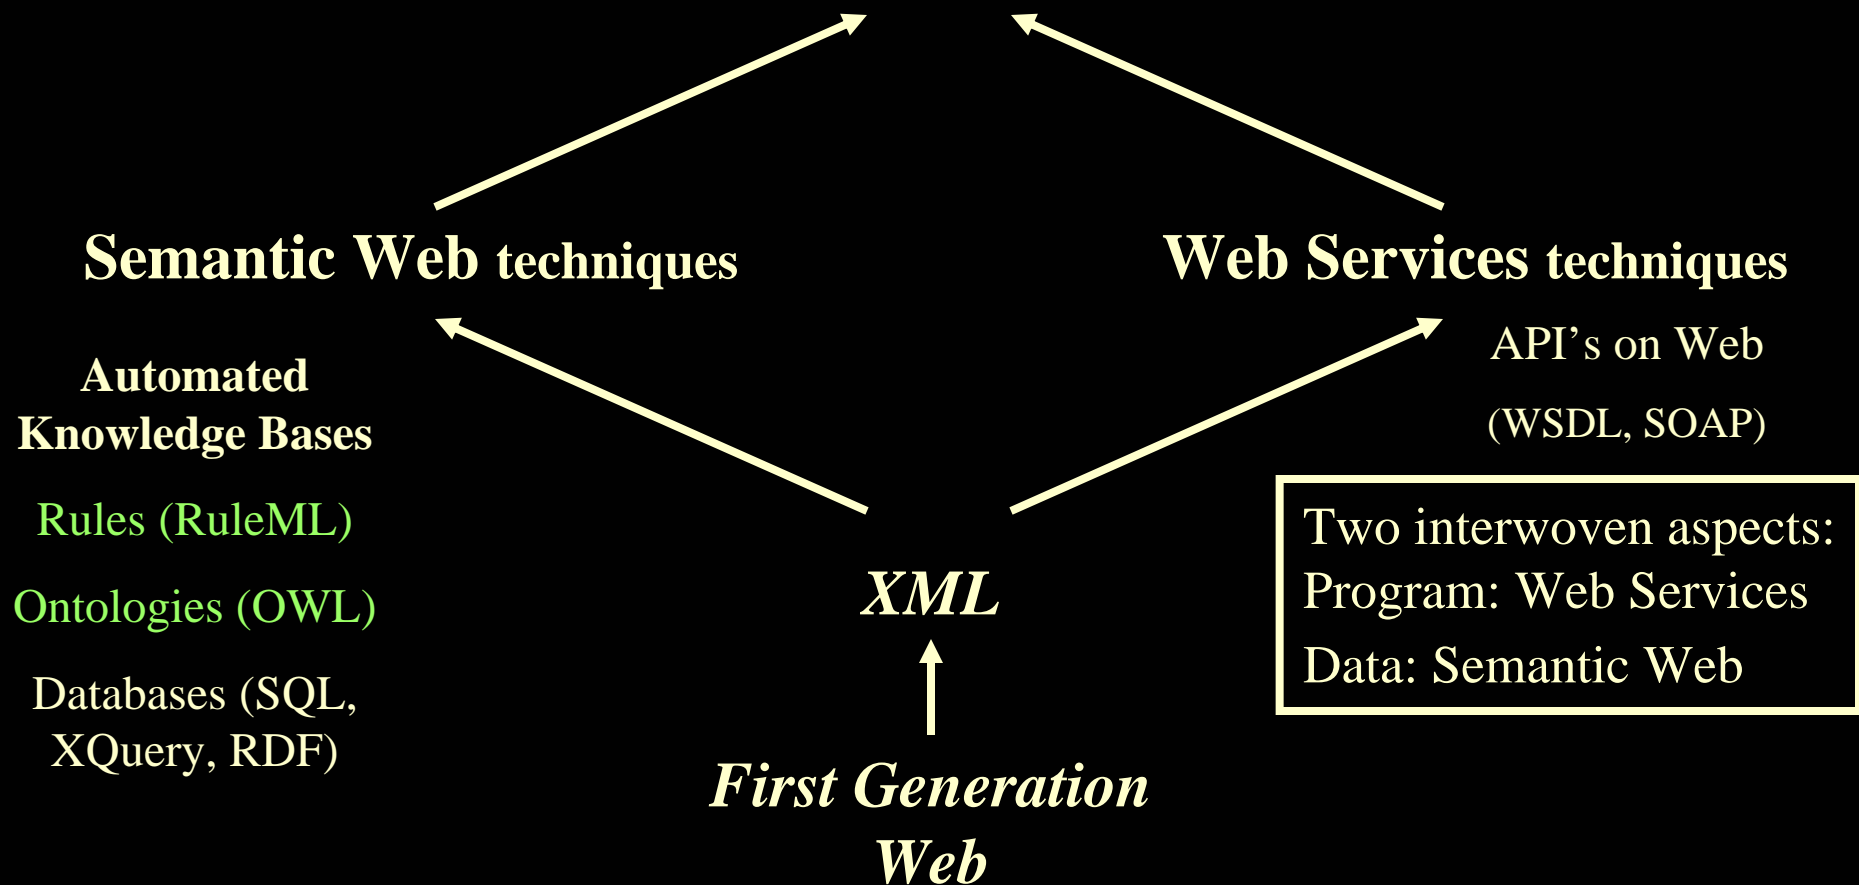 Semantic Web techniques
Web Services techniques
Automated
Knowledge Bases
Rules (RuleML)
Ontologies (OWL)
Databases (SQL,
XQuery, RDF)
API’s on Web
(WSDL, SOAP)
Two interwoven aspects:
Program: Web Services
Data: Semantic Web
XML
First Generation
Web